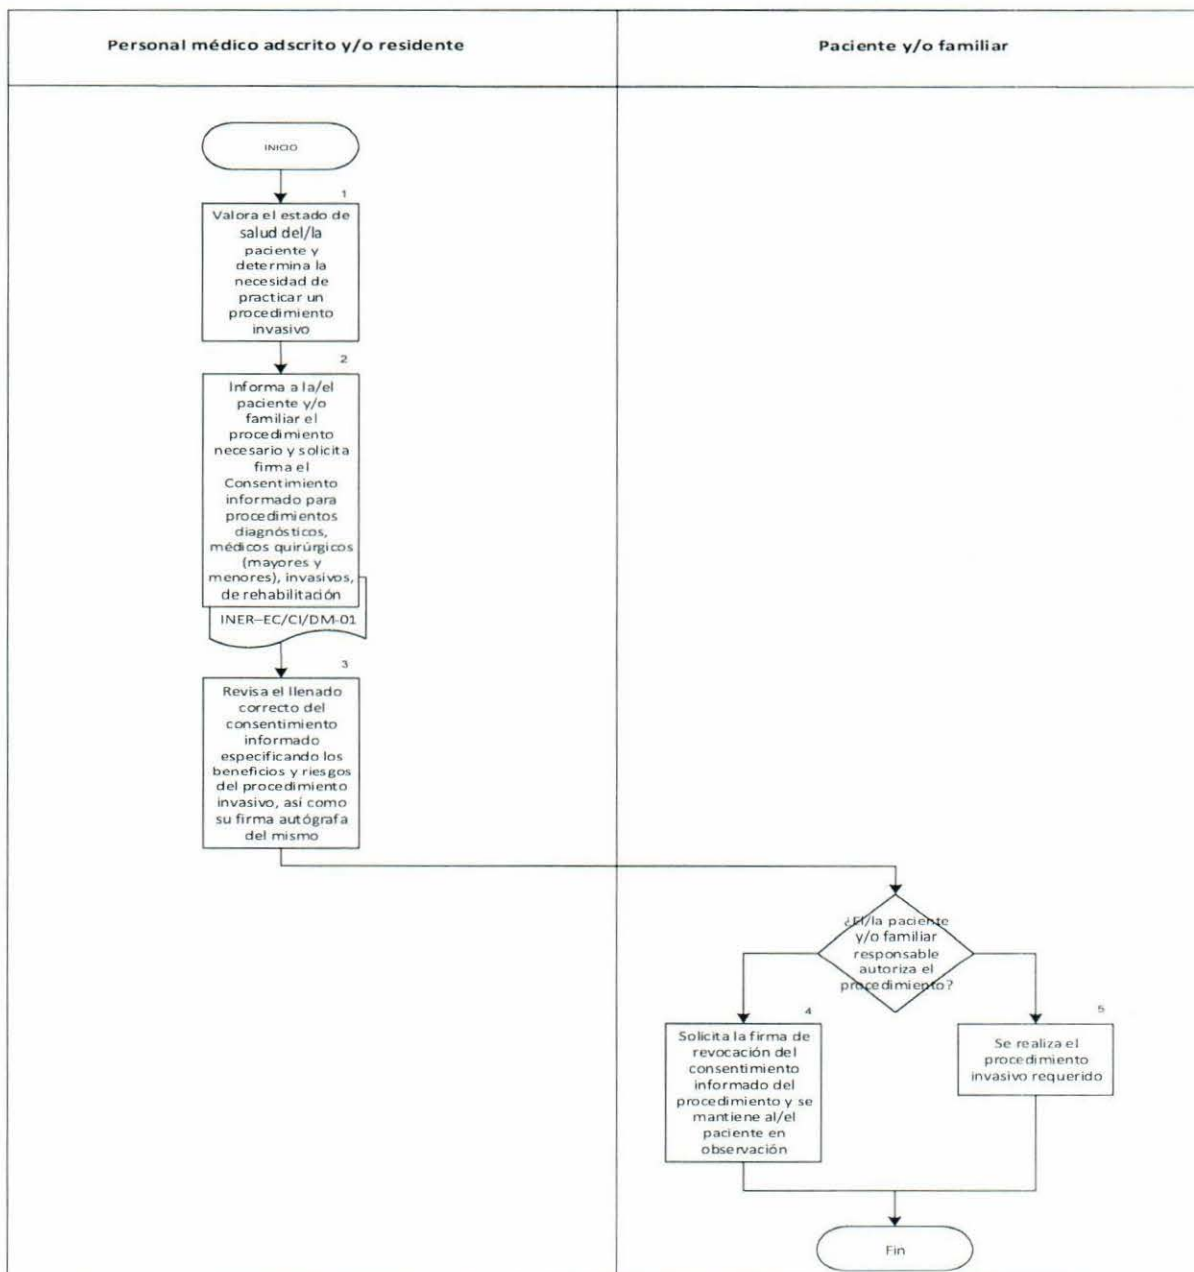 Personal médico adscrito y/o residente
Paciente y/o familiar
INICIO
1
Valora el estado de
salud del/la
paciente y
determina la
necesidad de
practicar un
procedimiento
invasivo
2
Informa a la/el
paciente y/o
familiar el
procedimiento
necesario y solicita
firma el
Consentimiento
informado para
procedimientos
diagnósticos,
médicos quirúrgicos
(mayores y
menores), invasivos,
de rehabilitación
INER-EC/CI/DM-01
3
Revisa el llenado
correcto del
consentimiento
informado
especificando los
beneficios y riesgos
del procedimiento
invasivo, así como
su firma autógrafa
del mismo
¿El/la paciente
y/o familiar
responsable
autoriza el
procedimiento?
4
Solicita la firma de
revocación del
consentimiento
informado del
procedimiento y se
mantiene al/el
paciente en
observación
5
Se realiza el
procedimiento
invasivo requerido
Fin